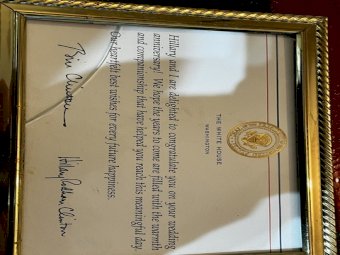 THE WHITE HOUSE
WASHINGTON
Hillary and I are delighted to congratulate you on your wedding
anniversary! We hope the years to come are filled with the warmth
and companionship that have helped you reach this meaningful day.
Our heartfelt best wishes for every future happiness.
Bill Clinton Hillary Rodham Clinton